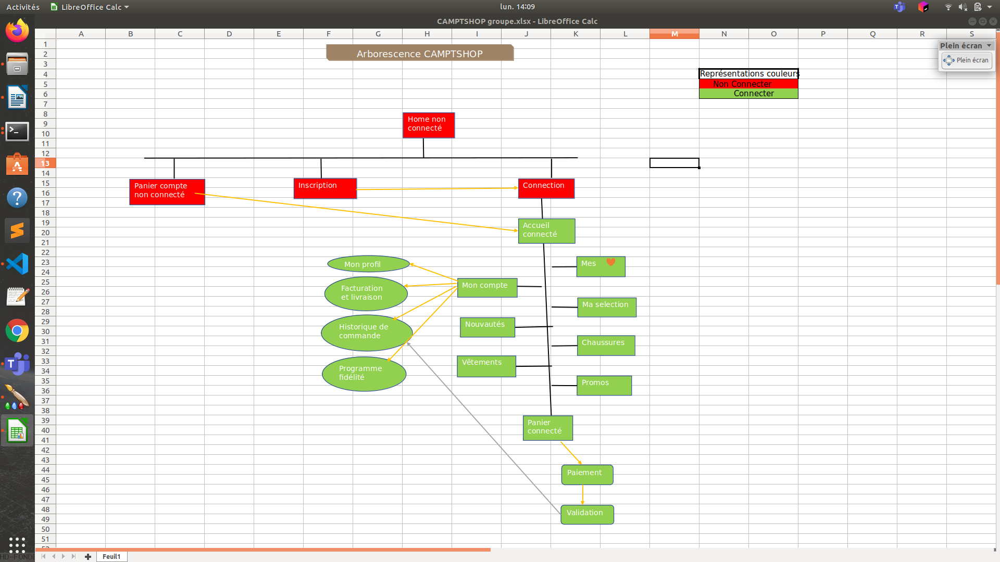 Activités
LibreOffice Calc
lun. 14:09
CAMPTSHOP groupe.xlsx - LibreOffice Calc
A B C D E F G H I J K L M N O P Q R S
1
2
3
4
5
6
7
8
9
10
11
12
13
14
15
16
17
18
19
20
21
22
23
24
25
26
27
28
29
30
31
32
33
34
35
36
37
38
39
40
41
42
43
44
45
46
47
48
49
50
51
52
Arborescence CAMPTSHOP
Plein écran
Plein écran
Représentations couleurs
Non Connecter
Connecter
Home non
connecté
Panier compte
non connecté
Inscription
Connection
Accueil
connecté
Mon profil
Mes
Facturation
et livraison
Mon compte
Ma selection
Historique de
commande
Nouvautés
Chaussures
Programme
fidélité
Vêtements
Promos
Panier
connecté
Paiement
Validation
Feuil1